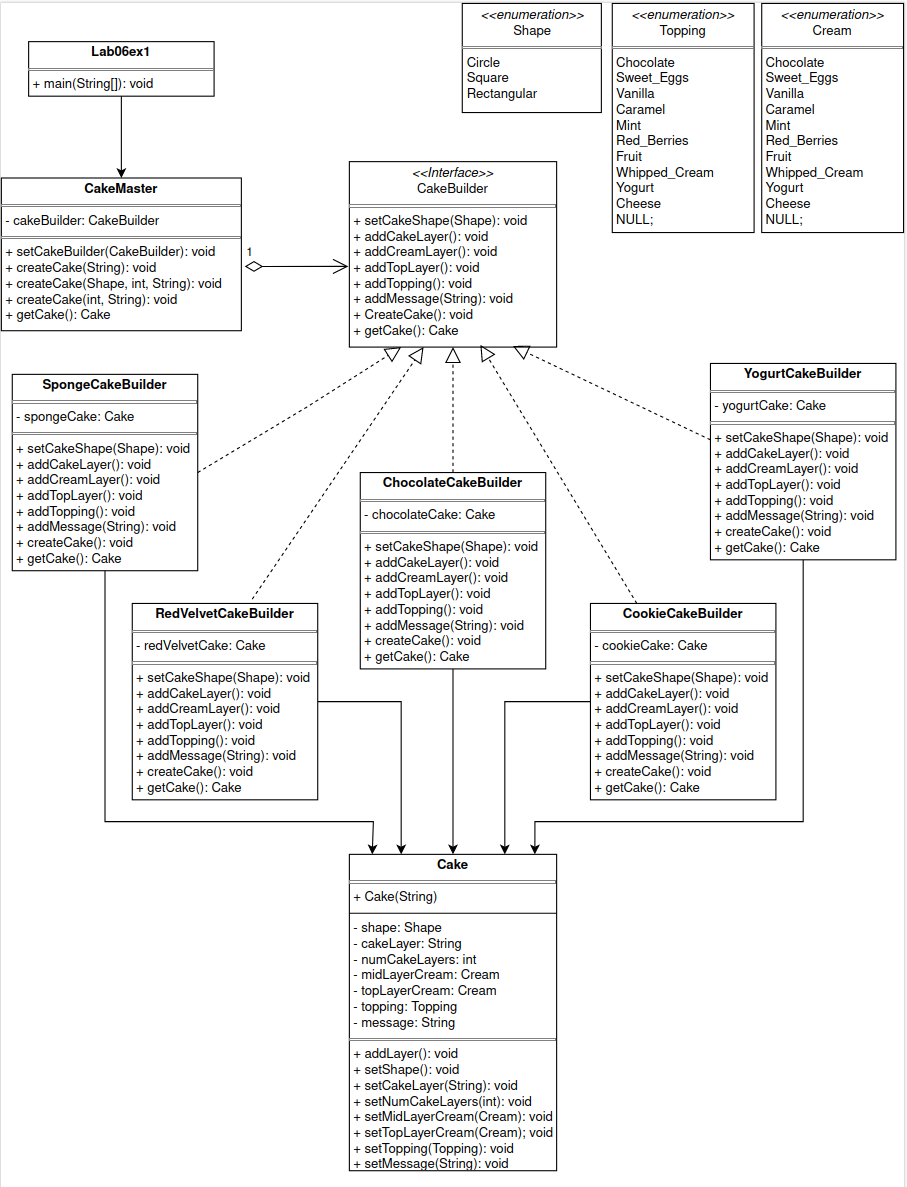 Lab06ex1
+ main(String[]): void
<<enumeration>>
Shape
Circle
Square
Rectangular
<<enumeration>>
Topping
Chocolate
Sweet_Eggs
Vanilla
Caramel
Mint
Red_Berries
Fruit
Whipped_Cream
Yogurt
Cheese
NULL;
<<enumeration>>
Cream
Chocolate
Sweet_Eggs
Vanilla
Caramel
Mint
Red_Berries
Fruit
Whipped_Cream
Yogurt
Cheese
NULL;
CakeMaster
- cakeBuilder: CakeBuilder
+ setCakeBuilder(CakeBuilder): void
+ createCake(String): void
+ createCake(Shape, int, String): void
+ createCake(int, String): void
+ getCake(): Cake
1
<<Interface>>
CakeBuilder
+ setCakeShape(Shape): void
+ addCakeLayer(): void
+ addCreamLayer(): void
+ addTopLayer(): void
+ addTopping(): void
+ addMessage(String): void
+ CreateCake(): void
+ getCake(): Cake
SpongeCakeBuilder
- spongeCake: Cake
+ setCakeShape(Shape): void
+ addCakeLayer(): void
+ addCreamLayer(): void
+ addTopLayer(): void
+ addTopping(): void
+ addMessage(String): void
+ createCake(): void
+ getCake(): Cake
YogurtCakeBuilder
- yogurtCake: Cake
+ setCakeShape(Shape): void
+ addCakeLayer(): void
+ addCreamLayer(): void
+ addTopLayer(): void
+ addTopping(): void
+ addMessage(String): void
+ createCake(): void
+ getCake(): Cake
ChocolateCakeBuilder
- chocolateCake: Cake
+ setCakeShape(Shape): void
+ addCakeLayer(): void
+ addCreamLayer(): void
+ addTopLayer(): void
+ addTopping(): void
+ addMessage(String): void
+ createCake(): void
+ getCake(): Cake
RedVelvetCakeBuilder
- redVelvetCake: Cake
+ setCakeShape(Shape): void
+ addCakeLayer(): void
+ addCreamLayer(): void
+ addTopLayer(): void
+ addTopping(): void
+ addMessage(String): void
+ createCake(): void
+ getCake(): Cake
CookieCakeBuilder
- cookieCake: Cake
+ setCakeShape(Shape): void
+ addCakeLayer(): void
+ addCreamLayer(): void
+ addTopLayer(): void
+ addTopping(): void
+ addMessage(String): void
+ createCake(): void
+ getCake(): Cake
Cake
+ Cake(String)
- shape: Shape
- cakeLayer: String
- numCakeLayers: int
- midLayerCream: Cream
- topLayerCream: Cream
- topping: Topping
- message: String
+ addLayer(): void
+ setShape(): void
+ setCakeLayer(String): void
+ setNumCakeLayers(int): void
+ setMidLayerCream(Cream): void
+ setTopLayerCream(Cream); void
+ setTopping(Topping): void
+ setMessage(String): void